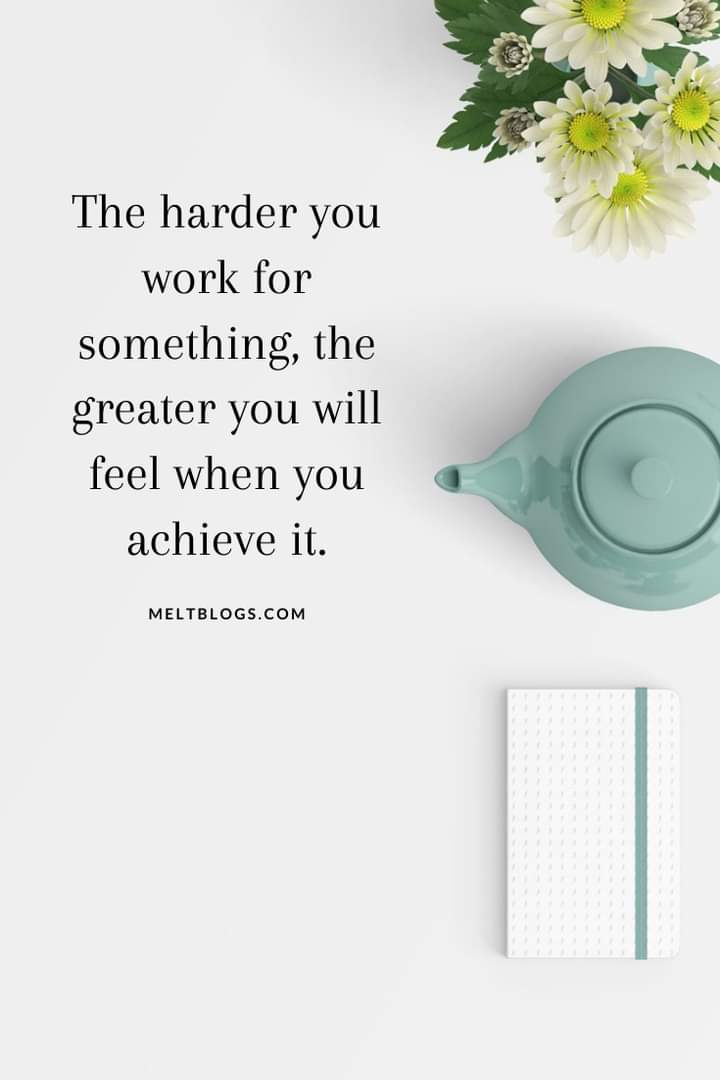 The harder you
work for
something, the
greater you will
feel when you
achieve it.
MELTBLOGS.COM